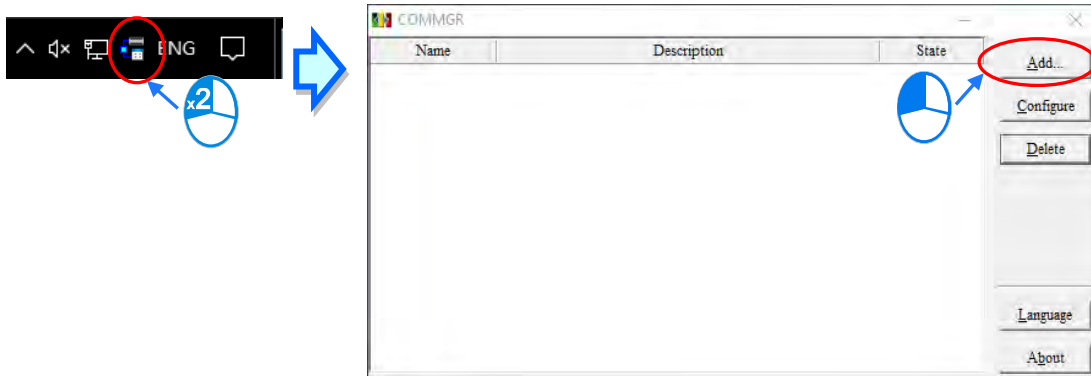 COMMGR
Name Description State
ENG
x2
Add...
Configure
Delete
Language
About